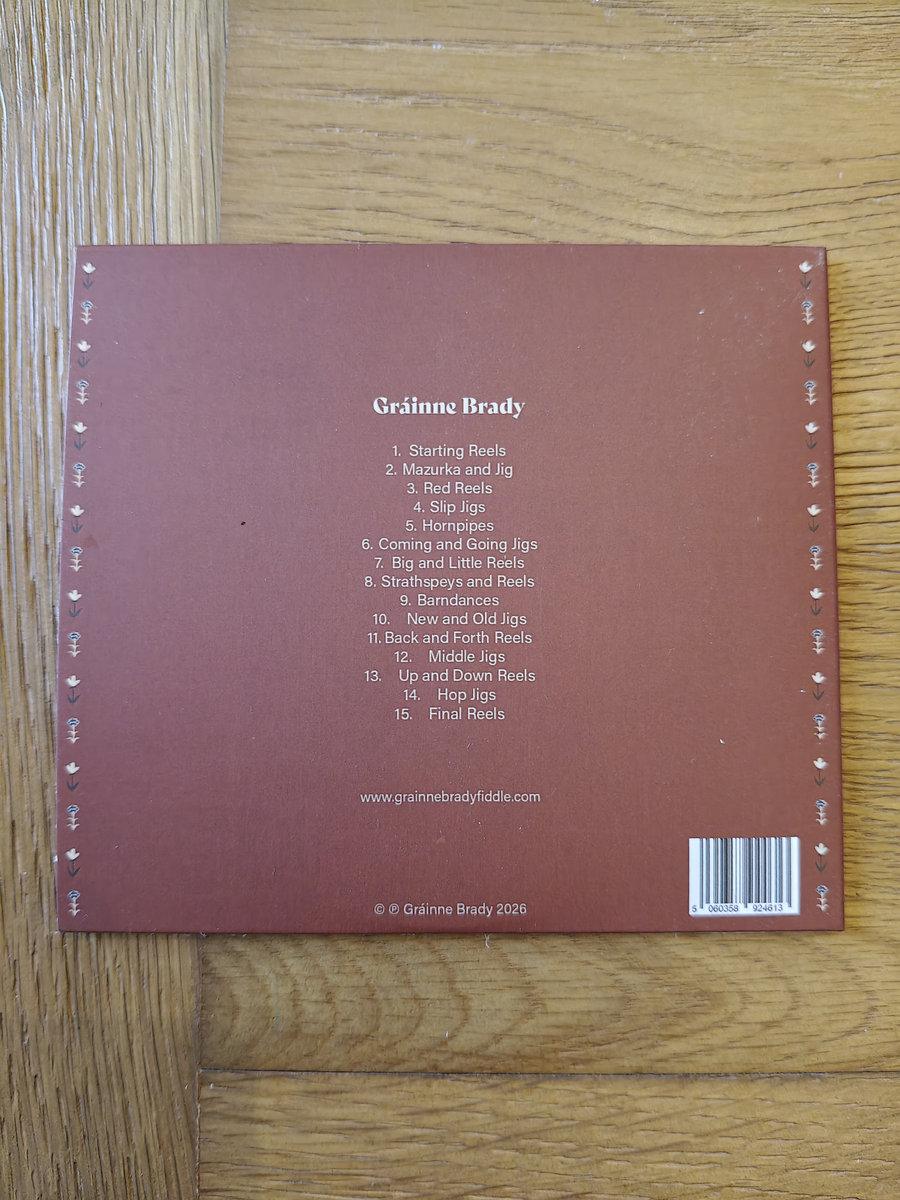 Gráinne Brady
1. Starting Reels
2. Mazurka and Jig
3. Red Reels
4. Slip Jigs
5. Hornpipes
6. Coming and Going Jigs
7. Big and Little Reels
8. Strathspeys and Reels
9. Barndances
10. New and Old Jigs
11. Back and Forth Reels
12. Middle Jigs
13. Up and Down Reels
14. Hop Jigs
15. Final Reels
www.grainnebradyfiddle.com
© ℗ Gráinne Brady 2026
5 060358 924613